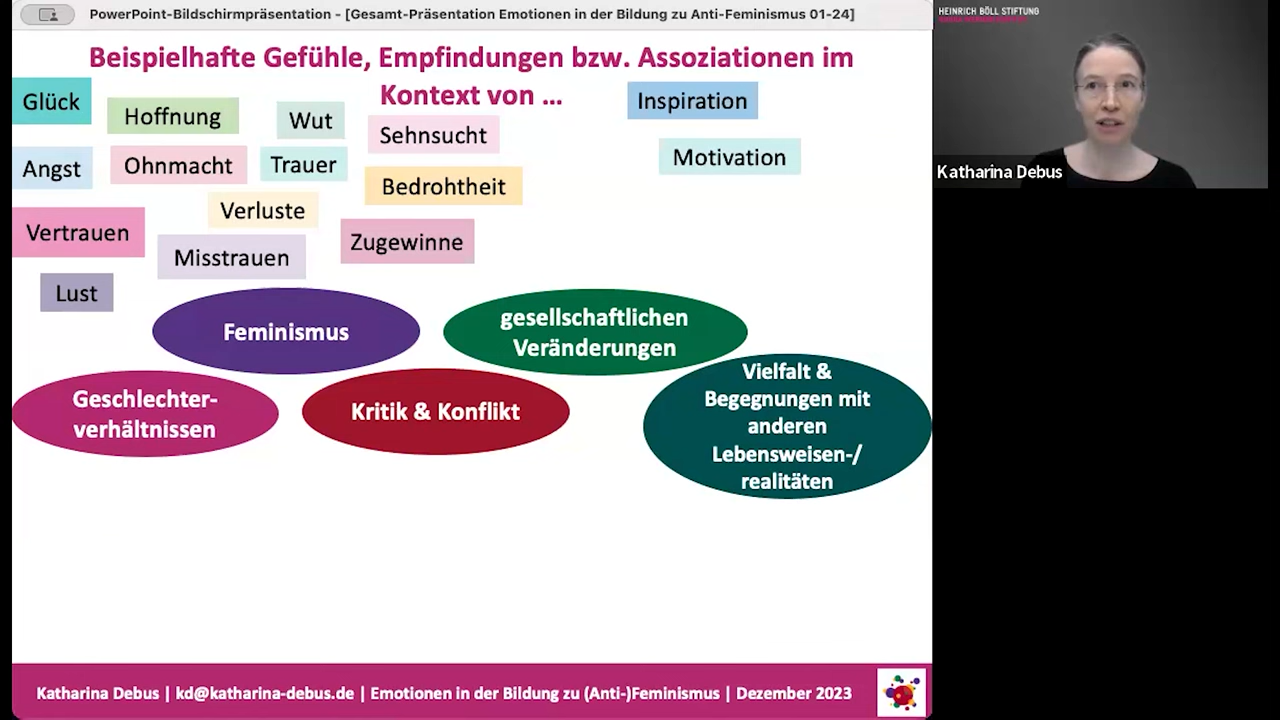 PowerPoint-Bildschirmpräsentation - [Gesamt-Präsentation Emotionen in der Bildung zu Anti-Feminismus 01-24]
Beispielhafte Gefühle, Empfindungen bzw. Assoziationen im
Kontext von …
Glück
Hoffnung
Wut
Sehnsucht
Inspiration
Angst
Ohnmacht
Trauer
Bedrohtheit
Motivation
Vertrauen
Verluste
Misstrauen
Zugewinne
Lust
Feminismus
gesellschaftlichen
Veränderungen
Geschlechter-
verhältnissen
Kritik & Konflikt
Vielfalt &
Begegnungen mit
anderen
Lebensweisen-/
realitäten
Katharina Debus | kd@katharina-debus.de | Emotionen in der Bildung zu (Anti-)Feminismus | Dezember 2023
HEINRICH BÖLL STIFTUNG
Katharina Debus